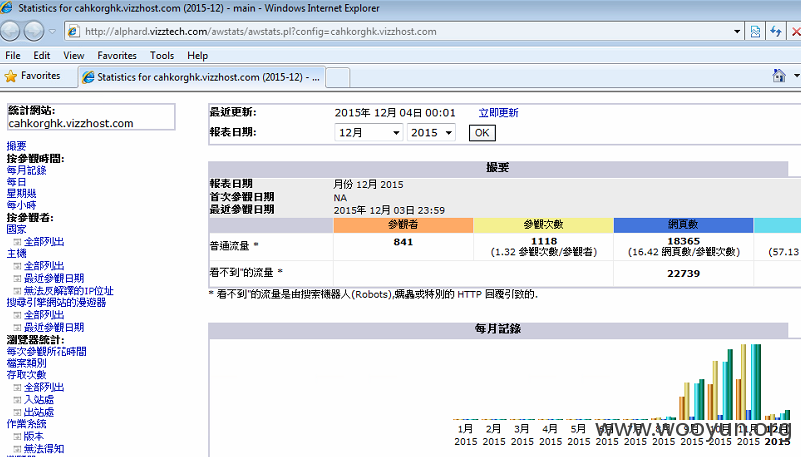 Statistics for cahkorghk.vizzhost.com (2015-12) - main - Windows Internet Explorer
http://alphard.vizztech.com/awstats/awstats.pl?config=cahkorghk.vizzhost.com
File Edit View Favorites Tools Help
Favorites Statistics for cahkorghk.vizzhost.com (2015-12) - ...
統計網站:
cahkorghk.vizzhost.com
撮要
按參觀時間:
每月記錄
每日
星期幾
每小時
按參觀者:
國家
全部列出
主機
全部列出
最近參觀日期
無法反解譯的IP位址
搜尋引擎網站的漫遊器
全部列出
最近參觀日期
瀏覽器統計:
每次參觀所花時間
檔案類別
存取次數
全部列出
入站處
出站處
作業系統
版本
無法得知
最近更新: 2015年 12月 04日 00:01 立即更新
報表日期: 12月 2015 OK
撮要
報表日期 月份 12月 2015
首次參觀日期 NA
最近參觀日期 2015年 12月 03日 23:59
參觀者 參觀次數 網頁數
普通流量 * 841 1118 18365
(1.32 參觀次數/參觀者) (16.42 網頁數/參觀次數) (57.13
看不到"的流量 * 22739
* 看不到"的流量是由搜索機器人(Robots),蠕蟲或特別的 HTTP 回覆引致的.
每月記錄
1月 2月 3月 4月 5月 6月 7月 8月 9月 10月 11月 12月
2015 2015 2015 2015 2015 2015 2015 2015 2015 2015 2015 2015
www.wooyun.org